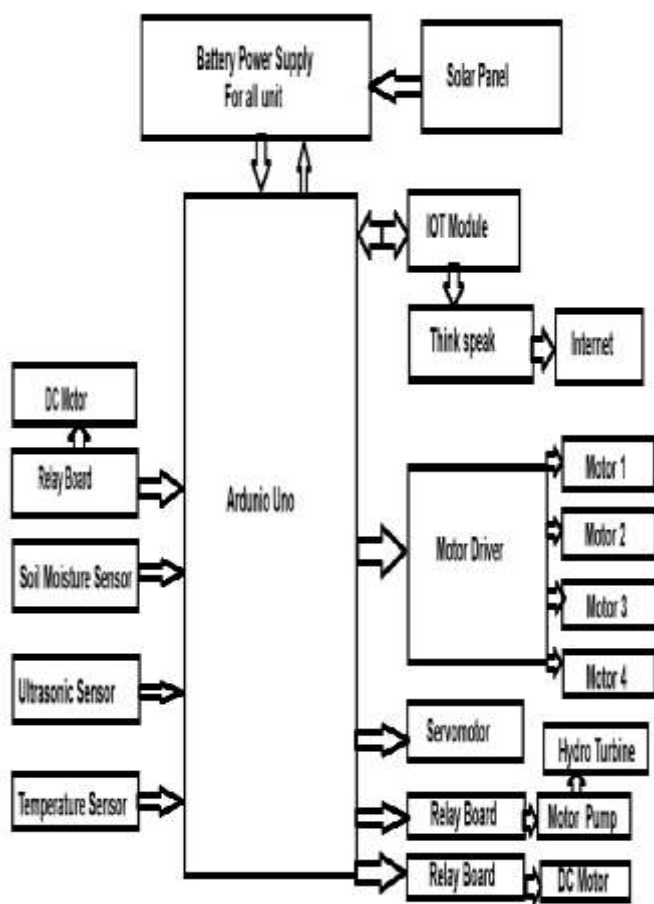 Battery Power Supply
For all unit
Solar Panel
IOT Module
Think speak
Internet
DC Motor
Relay Board
Ardunio Uno
Motor Driver
Motor 1
Motor 2
Motor 3
Motor 4
Soil Moisture Sensor
Ultrasonic Sensor
Temperature Sensor
Servomotor
Hydro Turbine
Relay Board
Motor Pump
Relay Board
DC Motor